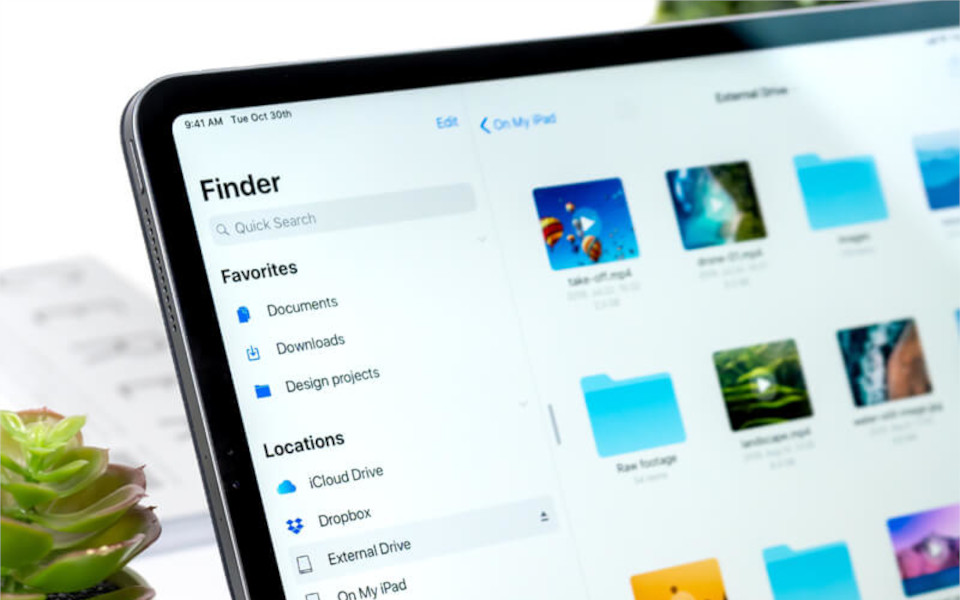 9:41 AM Tue Oct 30th
Edit
On My iPad
External Drive
Finder
Quick Search
Favorites
Documents
Downloads
Design projects
Locations
iCloud Drive
Dropbox
External Drive
On My iPad
take-off.mp4
drone-01.mp4
Images
Raw footage
landscape.mp4